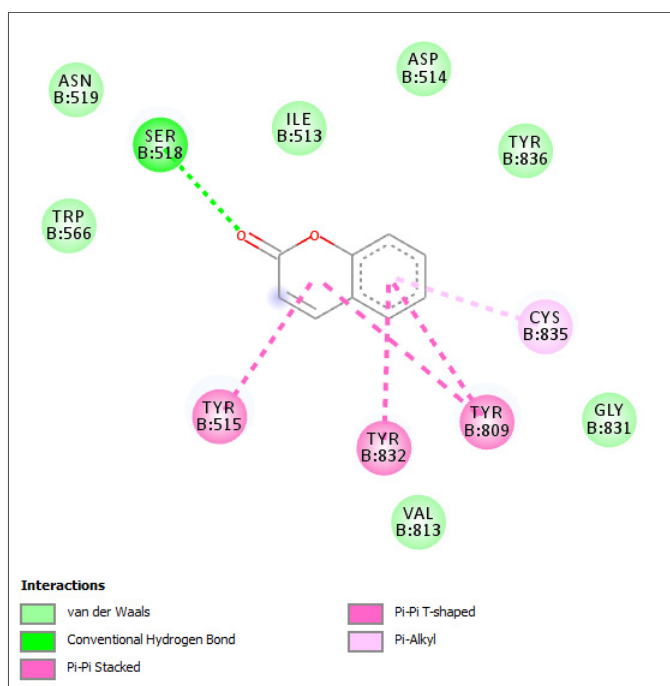 ASP
B:514
ASN
B:519
ILE
B:513
SER
B:518
TYR
B:836
TRP
B:566
O
O
CYS
B:835
TYR
B:515
TYR
B:809
GLY
B:831
TYR
B:832
VAL
B:813
Interactions
van der Waals
Conventional Hydrogen Bond
Pi-Pi Stacked
Pi-Pi T-shaped
Pi-Alkyl